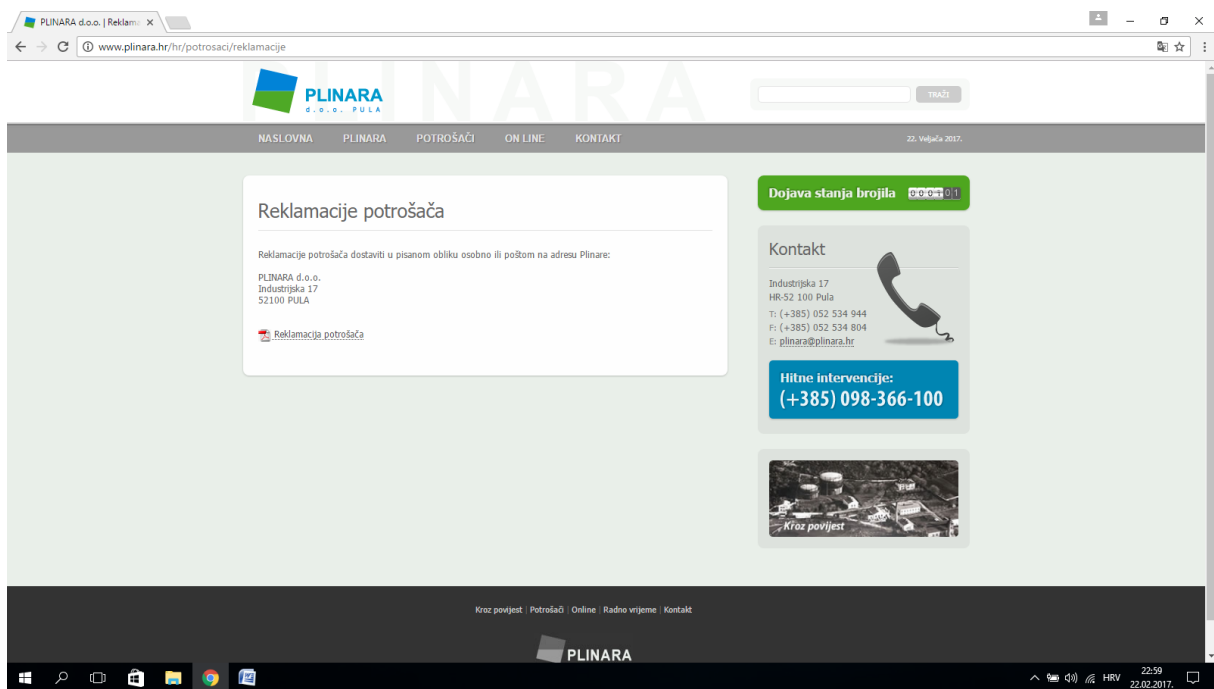 PLINARA d.o.o. | Reklama
www.plinara.hr/hr/potrosaci/reklamacije
PLINARA
PLINARA
d.o.o. PULA
TRAŽI
NASLOVNA PLINARA POTROŠAČI ON LINE KONTAKT
22. Veljača 2017.
Reklamacije potrošača
Reklamacije potrošača dostaviti u pisanom obliku osobno ili poštom na adresu Plinare:
PLINARA d.o.o.
Industrijska 17
52100 PULA
Reklamacija potrošača
Dojava stanja brojila 000101
Kontakt
Industrijska 17
HR-52 100 Pula
T: (+385) 052 534 944
F: (+385) 052 534 804
E: plinara@plinara.hr
Hitne intervencije:
(+385) 098-366-100
Kroz povijest
Kroz povijest | Potrošači | Online | Radno vrijeme | Kontakt
PLINARA
HRV
22:59
22.02.2017.